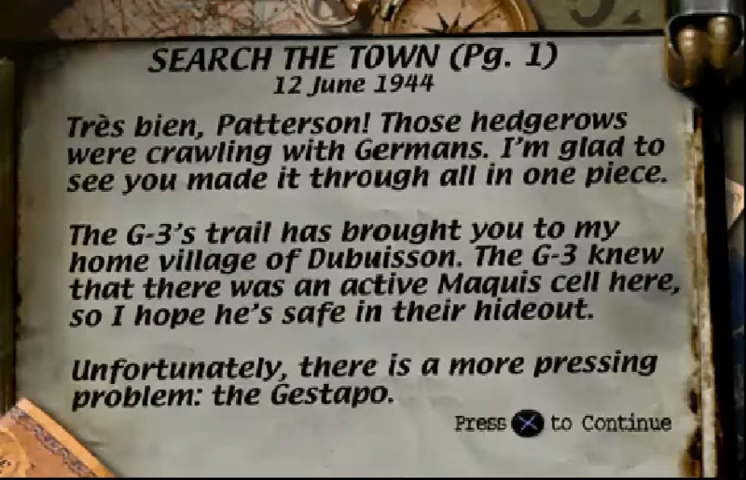 SEARCH THE TOWN (Pg. 1)
12 June 1944
Très bien, Patterson! Those hedgerows
were crawling with Germans. I'm glad to
see you made it through all in one piece.
The G-3's trail has brought you to my
home village of Dubuisson. The G-3 knew
that there was an active Maquis cell here,
so I hope he's safe in their hideout.
Unfortunately, there is a more pressing
problem: the Gestapo.
Press to Continue